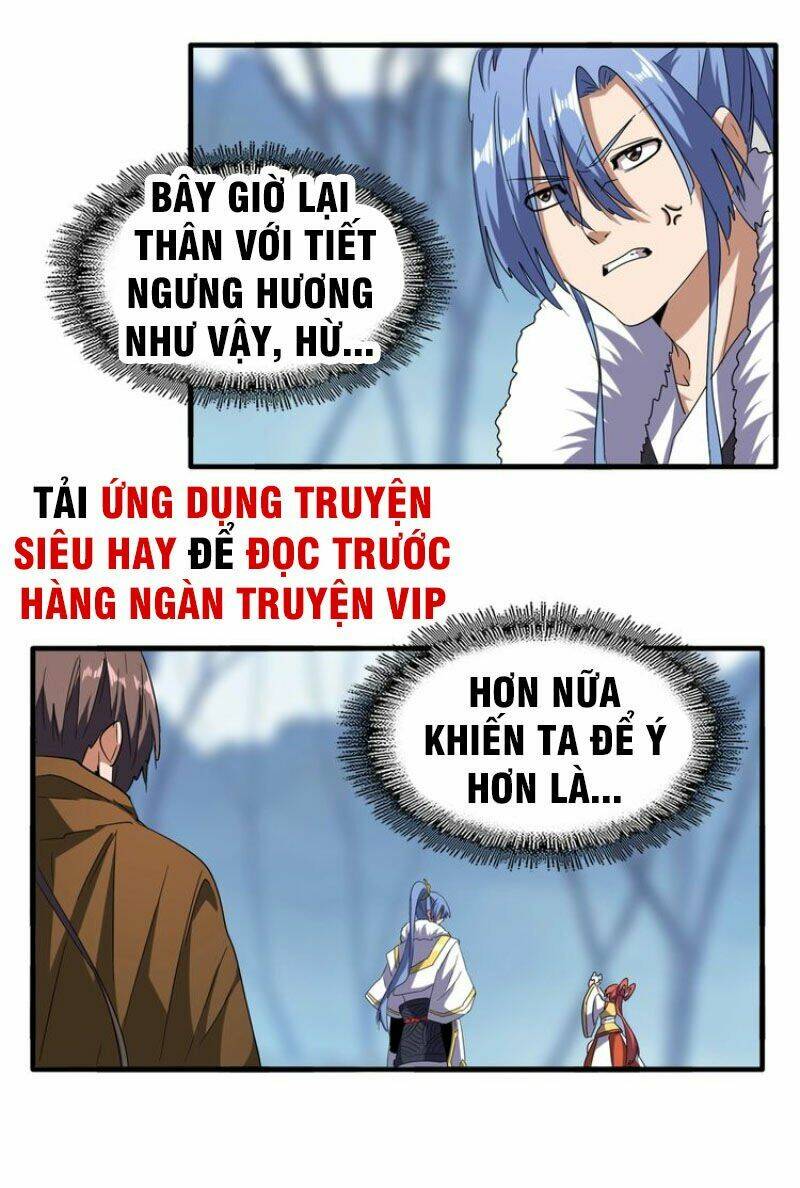 BÂY GIỜ LẠI
THÂN VỚI TIẾT
NGƯNG HƯƠNG
NHƯ VẬY, HỪ...
TẢI ỨNG DỤNG TRUYỆN
SIÊU HAY ĐỂ ĐỌC TRƯỚC
HÀNG NGÀN TRUYỆN VIP
HƠN NỮA
KHIẾN TA ĐỂ Ý
HƠN LÀ...